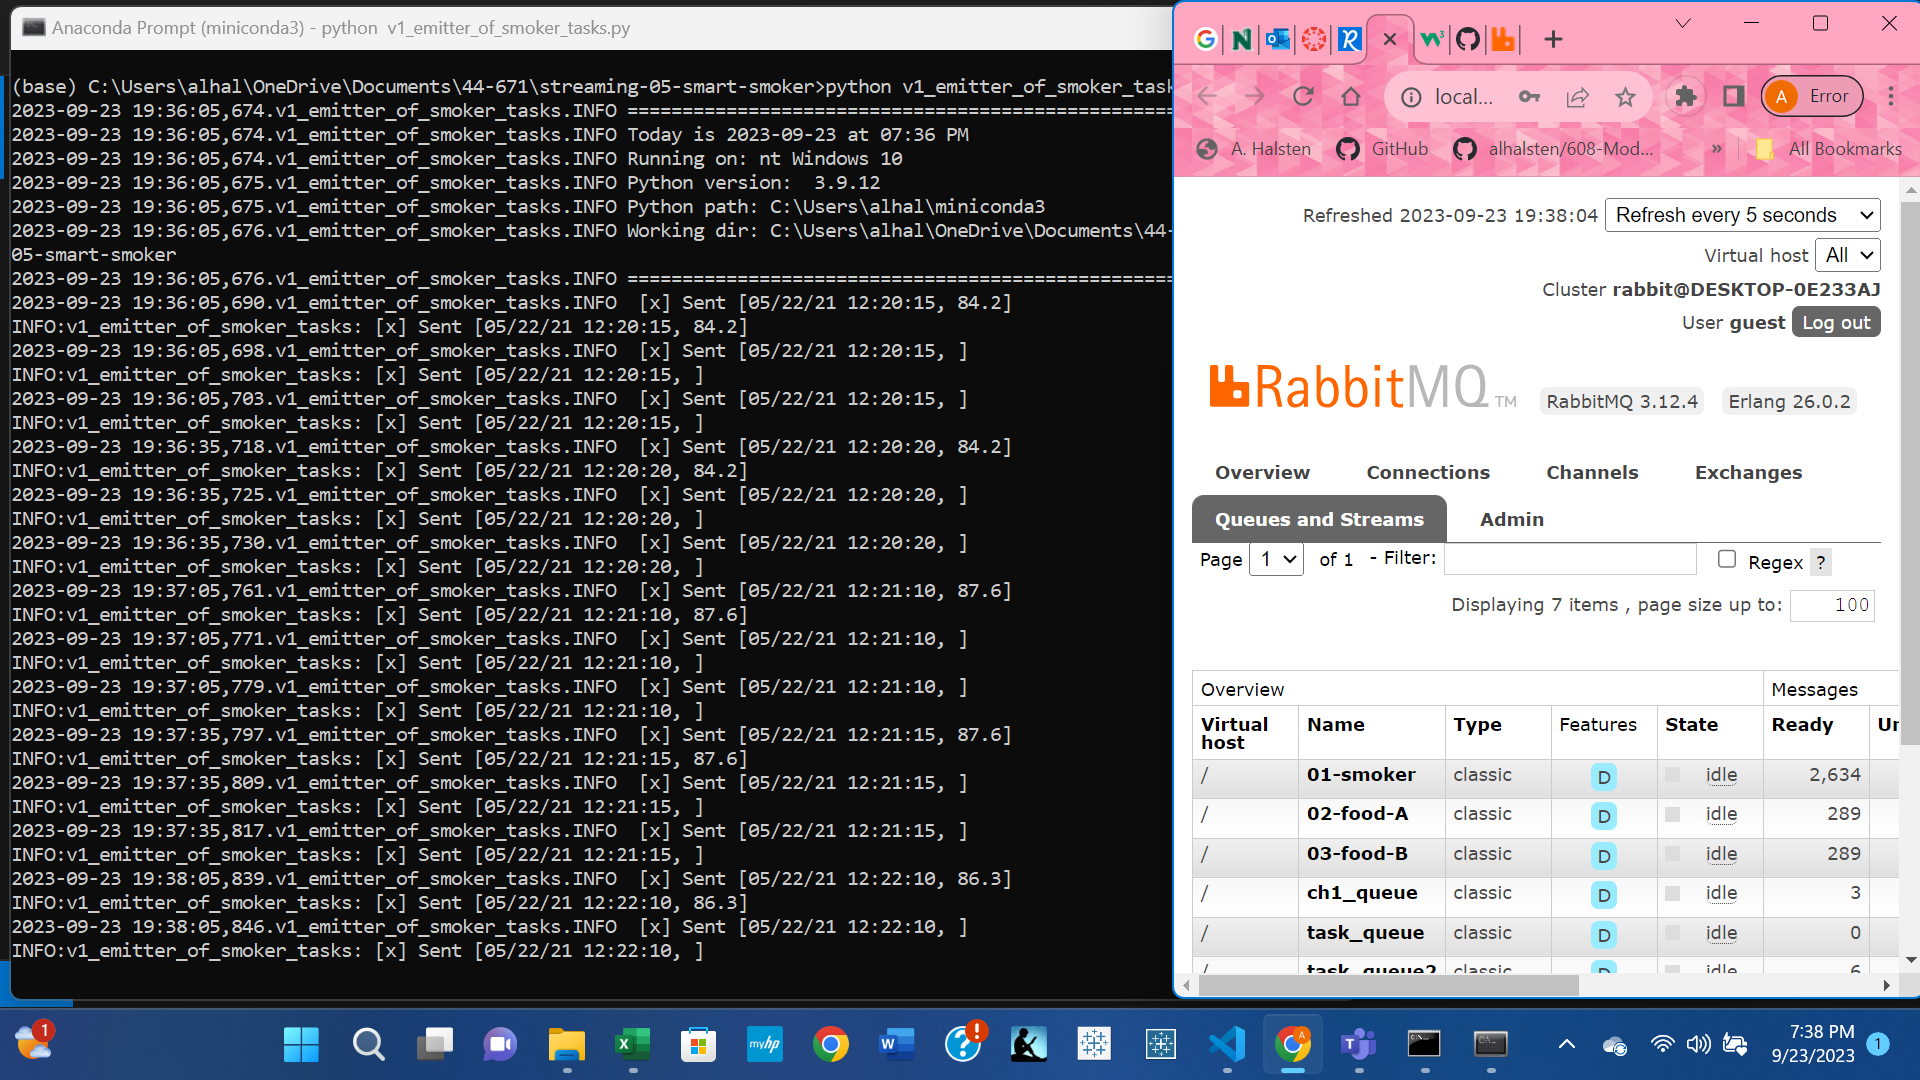 Anaconda Prompt (miniconda3) - python  v1_emitter_of_smoker_tasks.py
(base) C:\Users\alhal\OneDrive\Documents\44-671\streaming-05-smart-smoker>python v1_emitter_of_smoker_task
2023-09-23 19:36:05,674.v1_emitter_of_smoker_tasks.INFO ==================================================
2023-09-23 19:36:05,674.v1_emitter_of_smoker_tasks.INFO Today is 2023-09-23 at 07:36 PM
2023-09-23 19:36:05,674.v1_emitter_of_smoker_tasks.INFO Running on: nt Windows 10
2023-09-23 19:36:05,675.v1_emitter_of_smoker_tasks.INFO Python version:  3.9.12
2023-09-23 19:36:05,675.v1_emitter_of_smoker_tasks.INFO Python path: C:\Users\alhal\miniconda3
2023-09-23 19:36:05,676.v1_emitter_of_smoker_tasks.INFO Working dir: C:\Users\alhal\OneDrive\Documents\44-
05-smart-smoker
2023-09-23 19:36:05,676.v1_emitter_of_smoker_tasks.INFO ==================================================
2023-09-23 19:36:05,690.v1_emitter_of_smoker_tasks.INFO  [x] Sent [05/22/21 12:20:15, 84.2]
INFO:v1_emitter_of_smoker_tasks: [x] Sent [05/22/21 12:20:15, 84.2]
2023-09-23 19:36:05,698.v1_emitter_of_smoker_tasks.INFO  [x] Sent [05/22/21 12:20:15, ]
INFO:v1_emitter_of_smoker_tasks: [x] Sent [05/22/21 12:20:15, ]
2023-09-23 19:36:05,703.v1_emitter_of_smoker_tasks.INFO  [x] Sent [05/22/21 12:20:15, ]
INFO:v1_emitter_of_smoker_tasks: [x] Sent [05/22/21 12:20:15, ]
2023-09-23 19:36:35,718.v1_emitter_of_smoker_tasks.INFO  [x] Sent [05/22/21 12:20:20, 84.2]
INFO:v1_emitter_of_smoker_tasks: [x] Sent [05/22/21 12:20:20, 84.2]
2023-09-23 19:36:35,725.v1_emitter_of_smoker_tasks.INFO  [x] Sent [05/22/21 12:20:20, ]
INFO:v1_emitter_of_smoker_tasks: [x] Sent [05/22/21 12:20:20, ]
2023-09-23 19:36:35,730.v1_emitter_of_smoker_tasks.INFO  [x] Sent [05/22/21 12:20:20, ]
INFO:v1_emitter_of_smoker_tasks: [x] Sent [05/22/21 12:20:20, ]
2023-09-23 19:37:05,761.v1_emitter_of_smoker_tasks.INFO  [x] Sent [05/22/21 12:21:10, 87.6]
INFO:v1_emitter_of_smoker_tasks: [x] Sent [05/22/21 12:21:10, 87.6]
2023-09-23 19:37:05,771.v1_emitter_of_smoker_tasks.INFO  [x] Sent [05/22/21 12:21:10, ]
INFO:v1_emitter_of_smoker_tasks: [x] Sent [05/22/21 12:21:10, ]
2023-09-23 19:37:05,779.v1_emitter_of_smoker_tasks.INFO  [x] Sent [05/22/21 12:21:10, ]
INFO:v1_emitter_of_smoker_tasks: [x] Sent [05/22/21 12:21:10, ]
2023-09-23 19:37:35,797.v1_emitter_of_smoker_tasks.INFO  [x] Sent [05/22/21 12:21:15, 87.6]
INFO:v1_emitter_of_smoker_tasks: [x] Sent [05/22/21 12:21:15, 87.6]
2023-09-23 19:37:35,809.v1_emitter_of_smoker_tasks.INFO  [x] Sent [05/22/21 12:21:15, ]
INFO:v1_emitter_of_smoker_tasks: [x] Sent [05/22/21 12:21:15, ]
2023-09-23 19:37:35,817.v1_emitter_of_smoker_tasks.INFO  [x] Sent [05/22/21 12:21:15, ]
INFO:v1_emitter_of_smoker_tasks: [x] Sent [05/22/21 12:21:15, ]
2023-09-23 19:38:05,839.v1_emitter_of_smoker_tasks.INFO  [x] Sent [05/22/21 12:22:10, 86.3]
INFO:v1_emitter_of_smoker_tasks: [x] Sent [05/22/21 12:22:10, 86.3]
2023-09-23 19:38:05,846.v1_emitter_of_smoker_tasks.INFO  [x] Sent [05/22/21 12:22:10, ]
INFO:v1_emitter_of_smoker_tasks: [x] Sent [05/22/21 12:22:10, ]
local... A Error
A. Halsten GitHub alhalsten/608-Mod... » All Bookmarks
Refreshed 2023-09-23 19:38:04 Refresh every 5 seconds
Virtual host All
Cluster rabbit@DESKTOP-0E233AJ
User guest Log out
RabbitMQ TM RabbitMQ 3.12.4 Erlang 26.0.2
Overview Connections Channels Exchanges
Queues and Streams Admin
Page 1 of 1 - Filter: Regex ?
Displaying 7 items , page size up to: 100
Overview Messages
Virtual host Name Type Features State Ready Un
/ 01-smoker classic D idle 2,634
/ 02-food-A classic D idle 289
/ 03-food-B classic D idle 289
/ ch1_queue classic D idle 3
/ task_queue classic D idle 0
/ task_queue2 classic D idle 6
1 myhp A 7:38 PM
9/23/2023 1